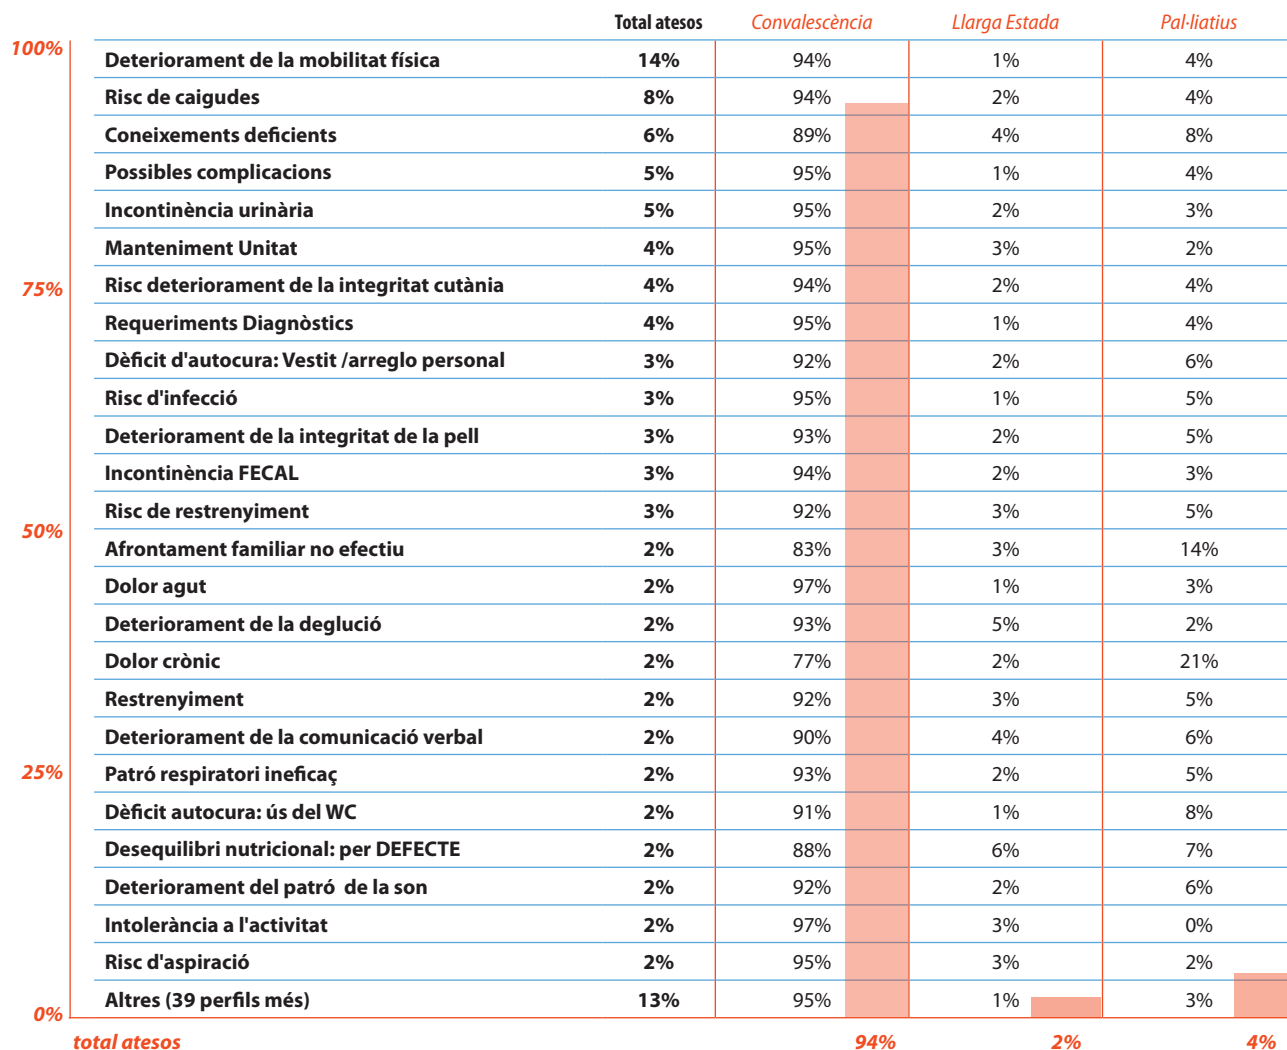 Total atesos Convalescència Llarga Estada Pal·liatius
100%
Deteriorament de la mobilitat física 14% 94% 1% 4%
Risc de caigudes 8% 94% 2% 4%
Coneixements deficients 6% 89% 4% 8%
Possibles complicacions 5% 95% 1% 4%
Incontinència urinària 5% 95% 2% 3%
Manteniment Unitat 4% 95% 3% 2%
75% Risc deteriorament de la integritat cutània 4% 94% 2% 4%
Requeriments Diagnòstics 4% 95% 1% 4%
Dèficit d'autocura: Vestit /arreglo personal 3% 92% 2% 6%
Risc d'infecció 3% 95% 1% 5%
Deteriorament de la integritat de la pell 3% 93% 2% 5%
Incontinència FECAL 3% 94% 2% 3%
Risc de restrenyiment 3% 92% 3% 5%
50%
Afrontament familiar no efectiu 2% 83% 3% 14%
Dolor agut 2% 97% 1% 3%
Deteriorament de la deglució 2% 93% 5% 2%
Dolor crònic 2% 77% 2% 21%
Restrenyiment 2% 92% 3% 5%
Deteriorament de la comunicació verbal 2% 90% 4% 6%
25% Patró respiratori ineficaç 2% 93% 2% 5%
Dèficit autocura: ús del WC 2% 91% 1% 8%
Desequilibri nutricional: per DEFECTE 2% 88% 6% 7%
Deteriorament del patró de la son 2% 92% 2% 6%
Intolerància a l'activitat 2% 97% 3% 0%
Risc d'aspiració 2% 95% 3% 2%
Altres (39 perfils més) 13% 95% 1% 3%
0%
total atesos 94% 2% 4%